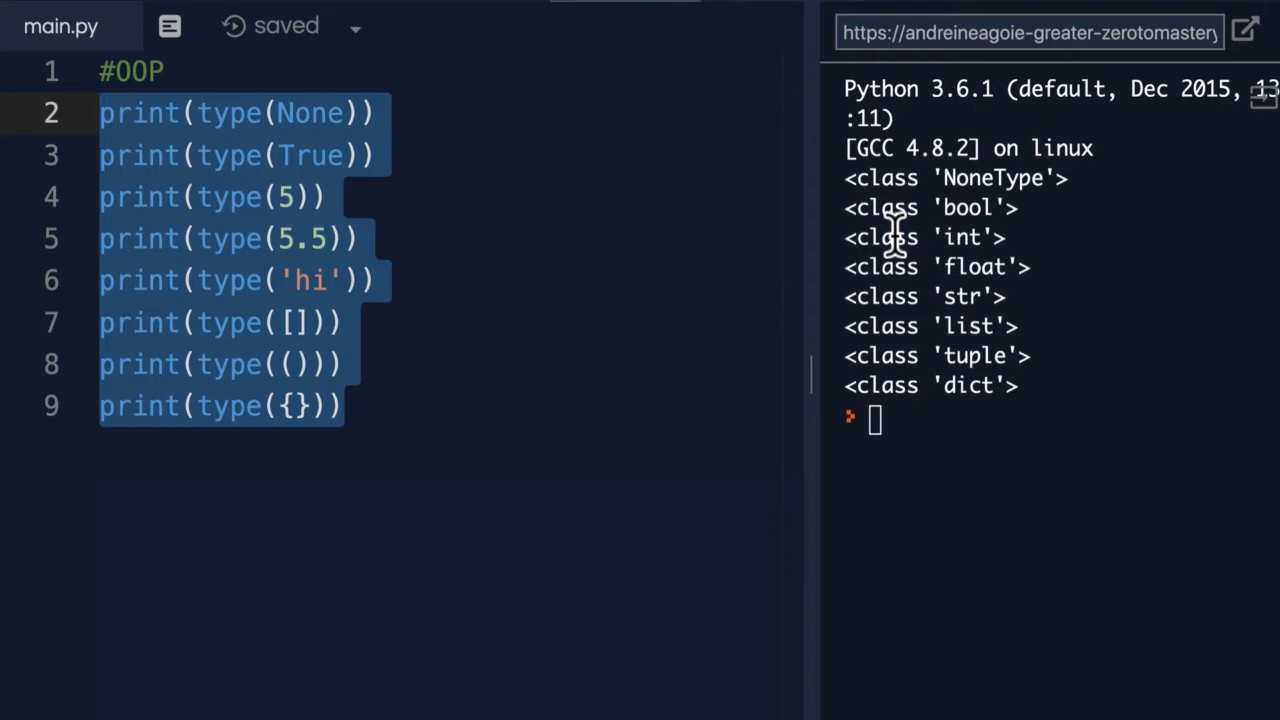 main.py saved
1 #OOP
2 print(type(None))
3 print(type(True))
4 print(type(5))
5 print(type(5.5))
6 print(type('hi'))
7 print(type([]))
8 print(type(()))
9 print(type({}))
https://andreineagoie-greater-zerotomastery
Python 3.6.1 (default, Dec 2015, 13
:11)
[GCC 4.8.2] on linux
<class 'NoneType'>
<class 'bool'>
<class 'int'>
<class 'float'>
<class 'str'>
<class 'list'>
<class 'tuple'>
<class 'dict'>